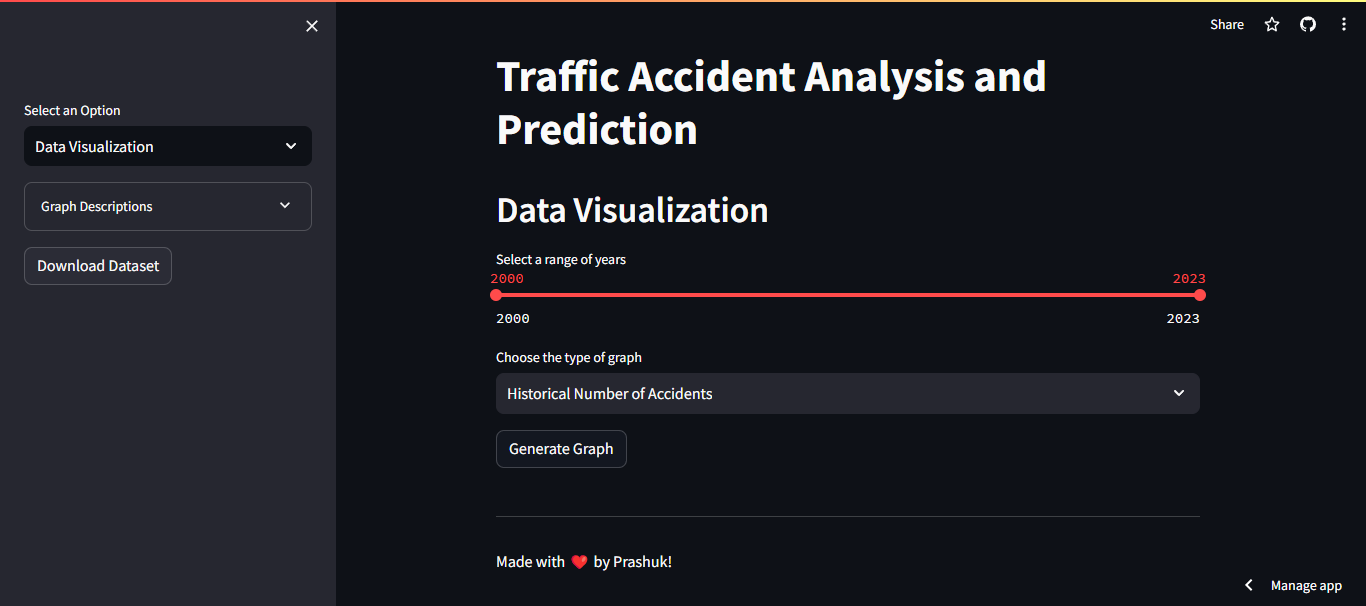 Select an Option
Data Visualization
Graph Descriptions
Download Dataset
Share
Traffic Accident Analysis and
Prediction
Data Visualization
Select a range of years
2000 2023
2000 2023
Choose the type of graph
Historical Number of Accidents
Generate Graph
Made with ❤️ by Prashuk!
Manage app